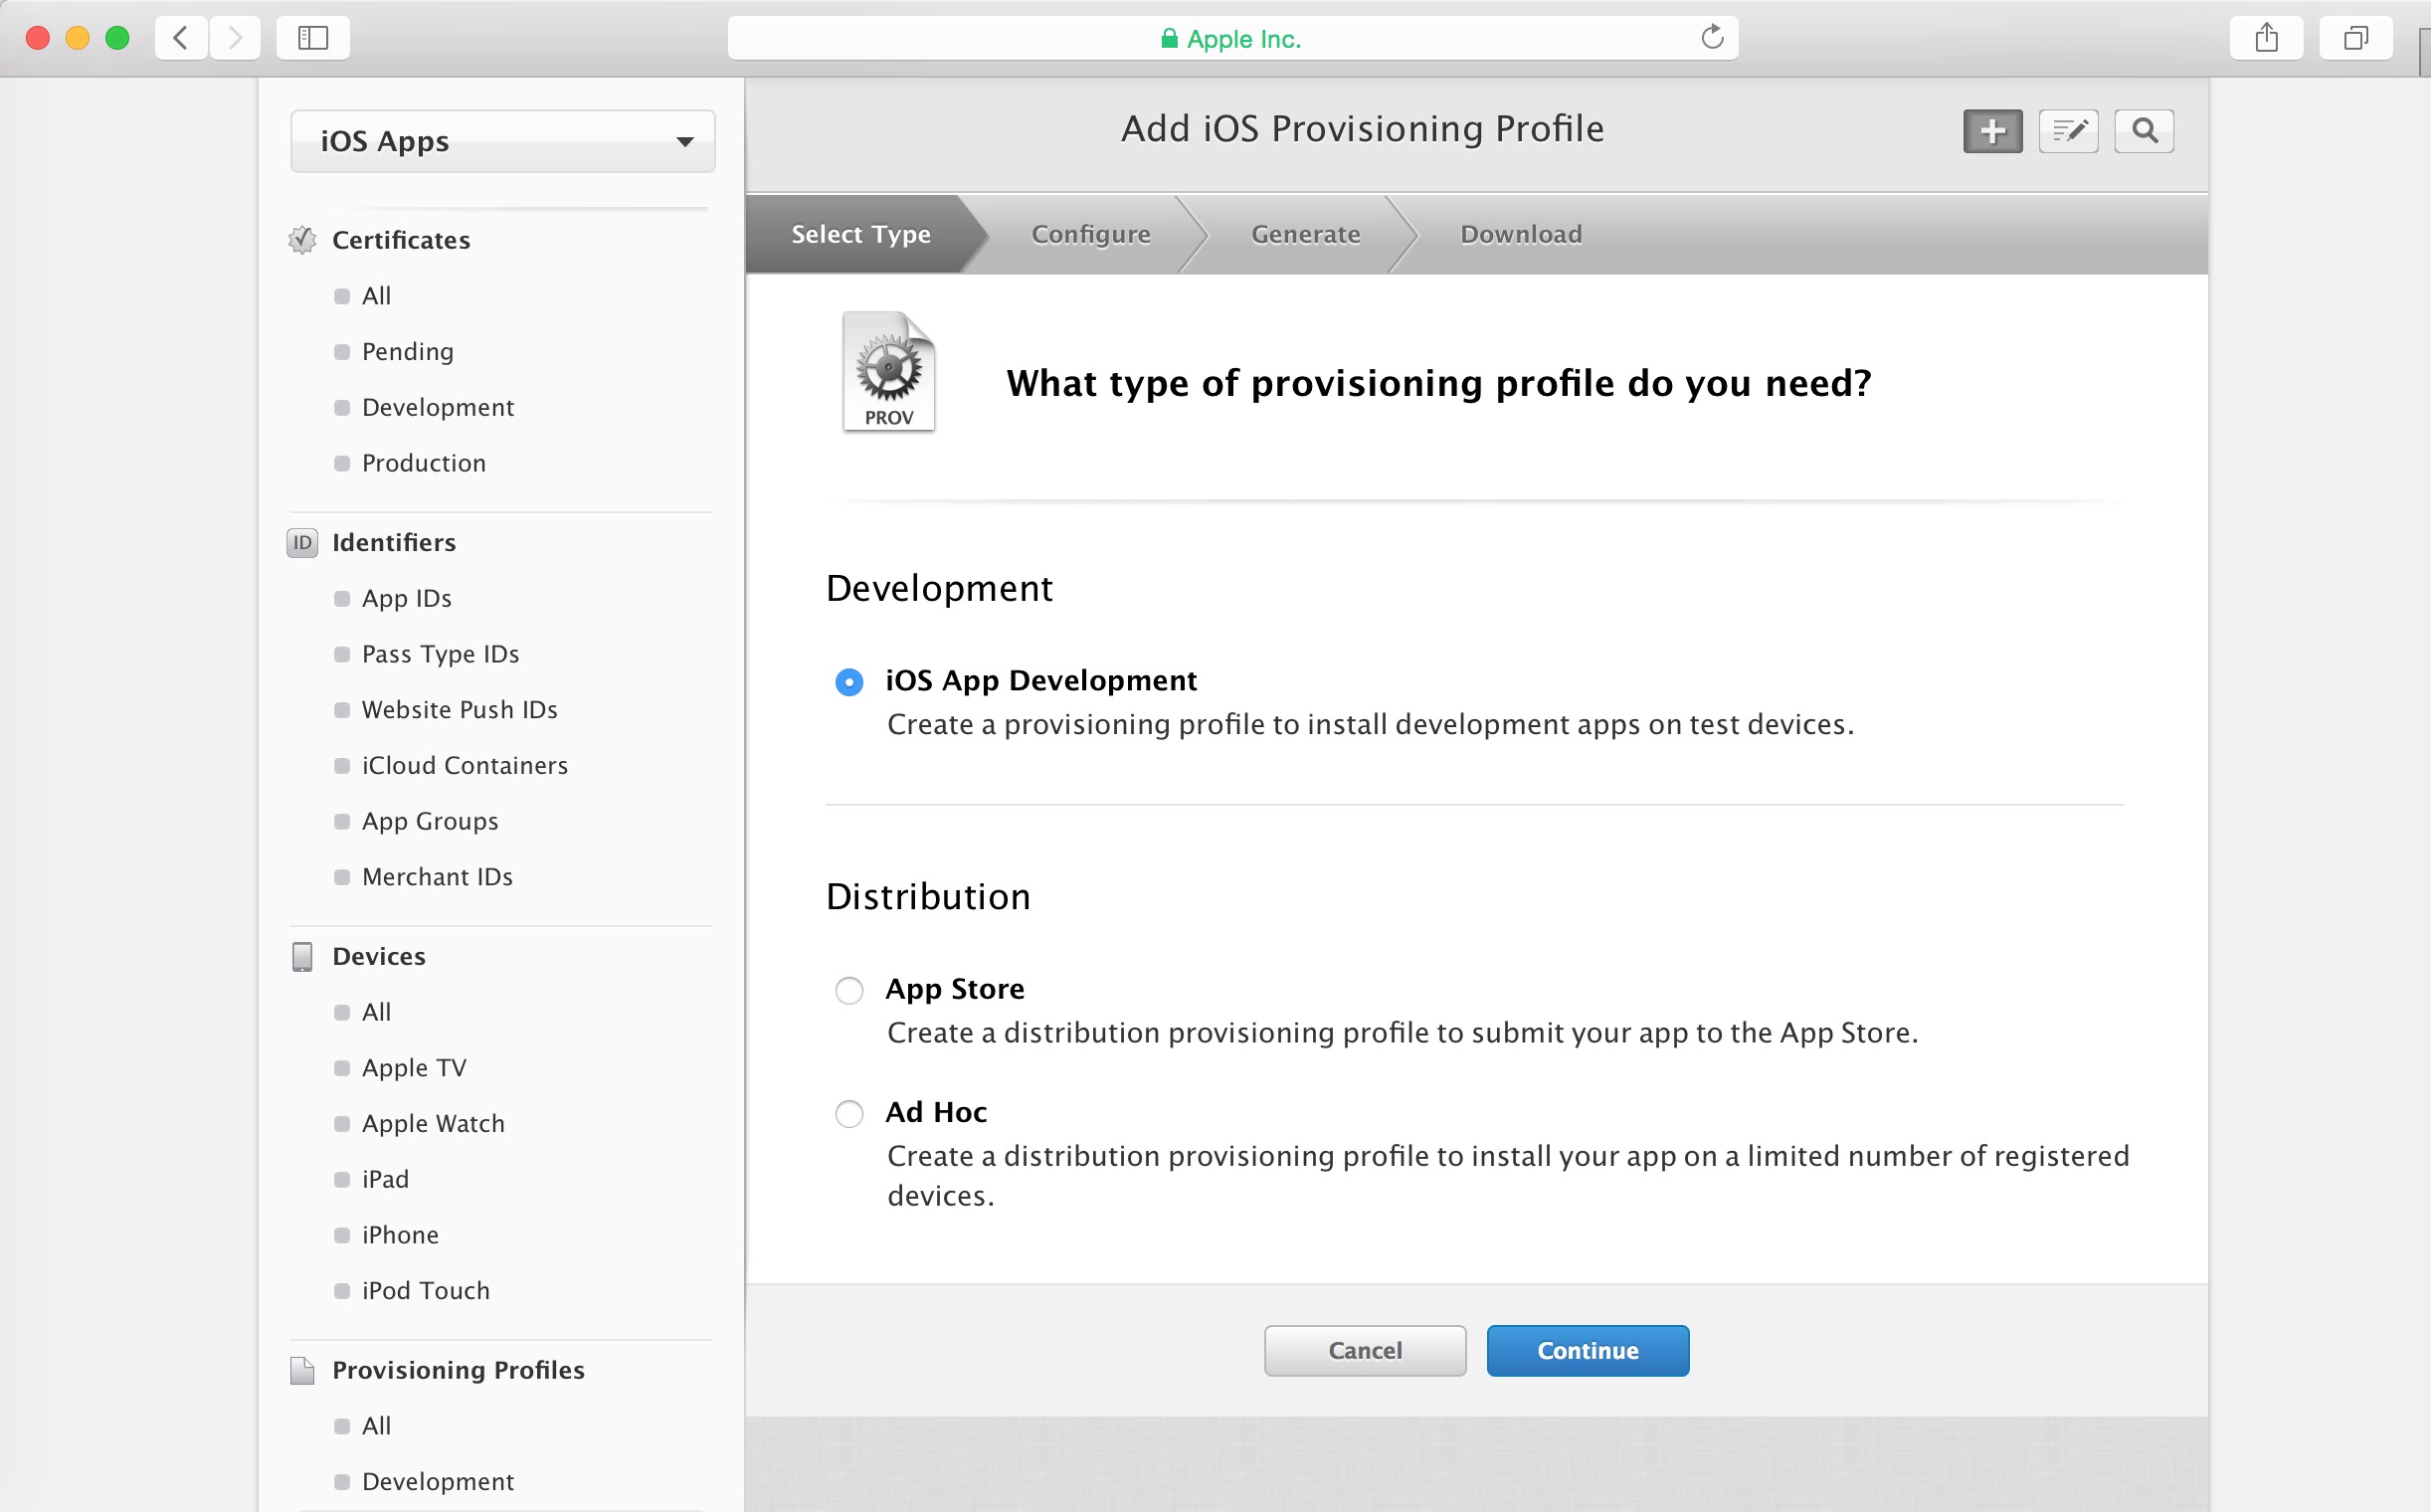 Apple Inc.
iOS Apps
Certificates
All
Pending
Development
Production
ID
Identifiers
App IDs
Pass Type IDs
Website Push IDs
iCloud Containers
App Groups
Merchant IDs
Devices
All
Apple TV
Apple Watch
iPad
iPhone
iPod Touch
Provisioning Profiles
All
Development
Add iOS Provisioning Profile
Select Type
Configure
Generate
Download
PROV
What type of provisioning profile do you need?
Development
iOS App Development
Create a provisioning profile to install development apps on test devices.
Distribution
App Store
Create a distribution provisioning profile to submit your app to the App Store.
Ad Hoc
Create a distribution provisioning profile to install your app on a limited number of registered
devices.
Cancel
Continue